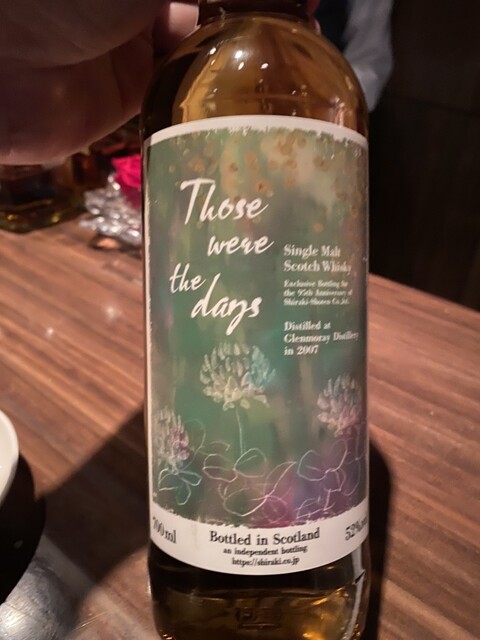 Those
were
the
days
Single Malt
Scotch Whisky
Exclusive Bottling for
the 95th Anniversary of
Shiraki-Shoten Co.,Ltd.
Distilled at
Glenmoray Distillery
in 2007
700ml
Bottled in Scotland
52%
an independent bottling
https://shiraki.co.jp